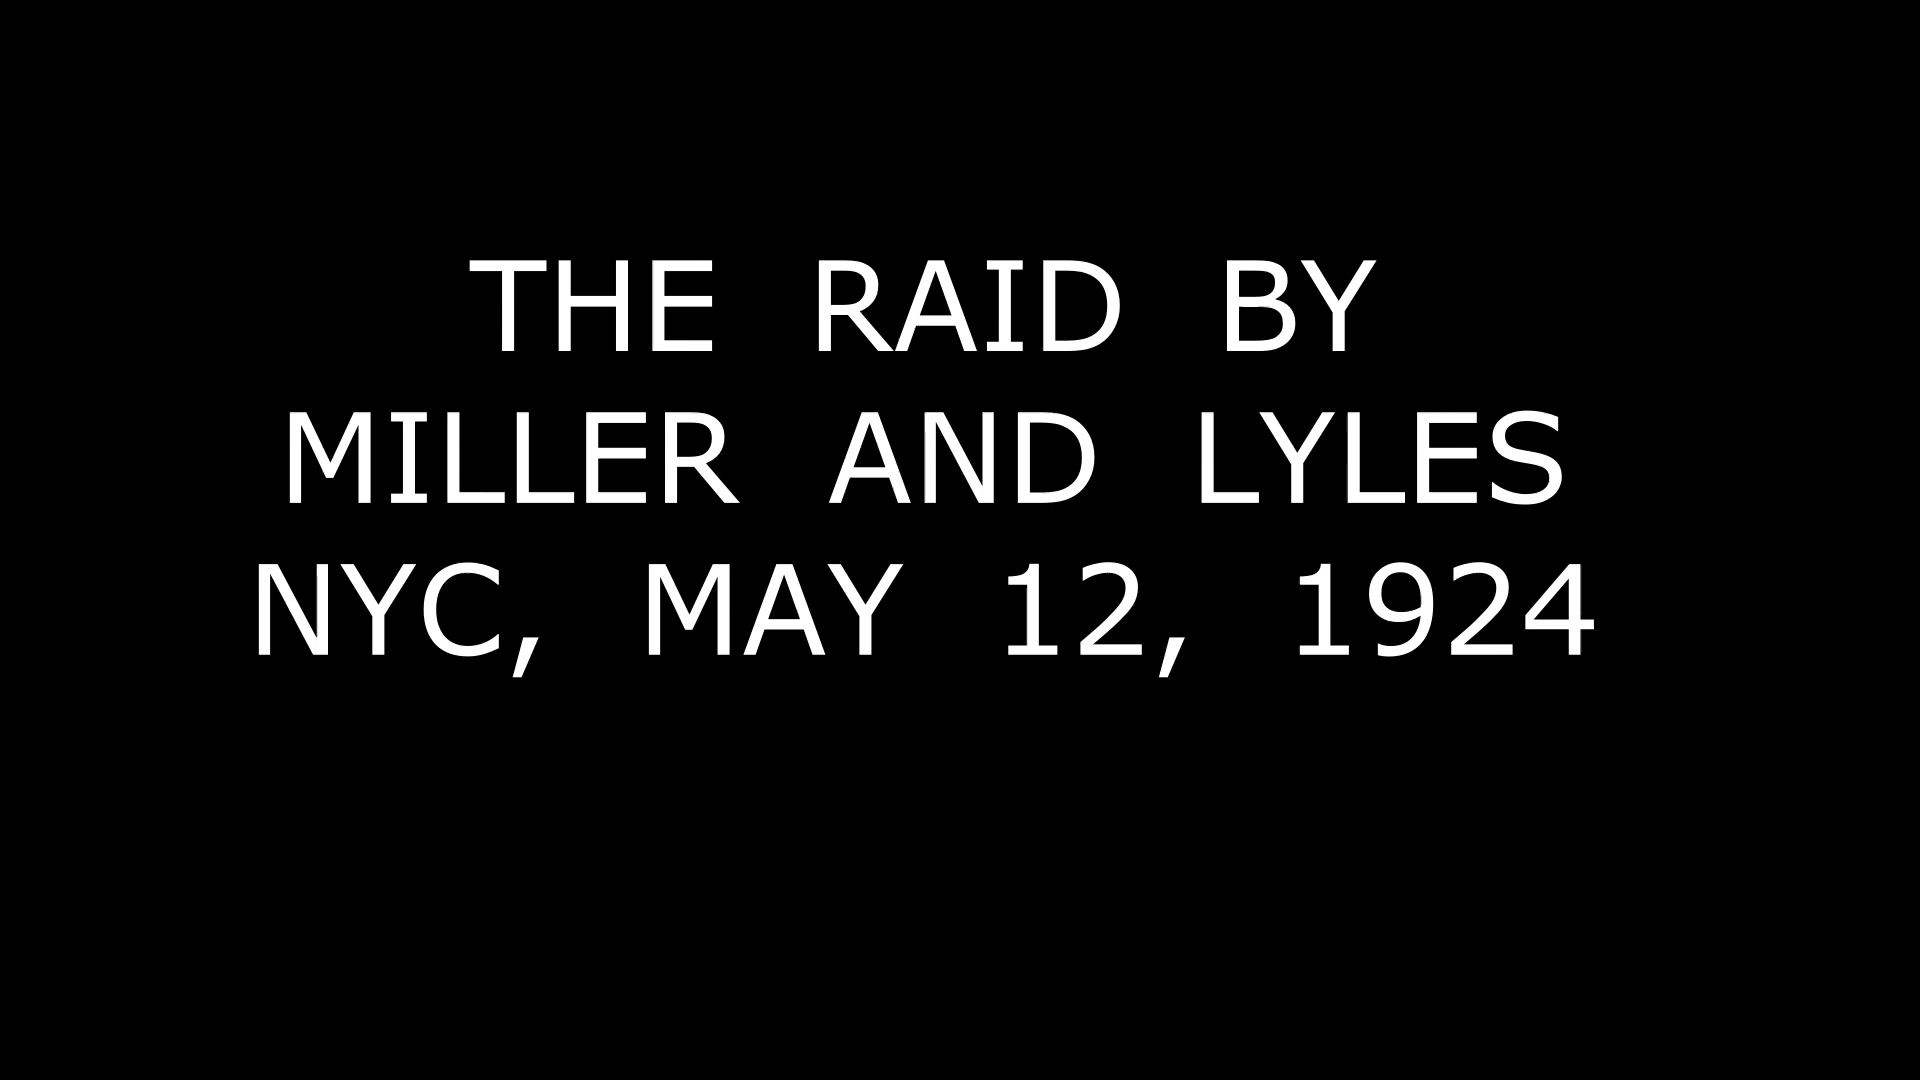 THE RAID BY
MILLER AND LYLES
NYC, MAY 12, 1924